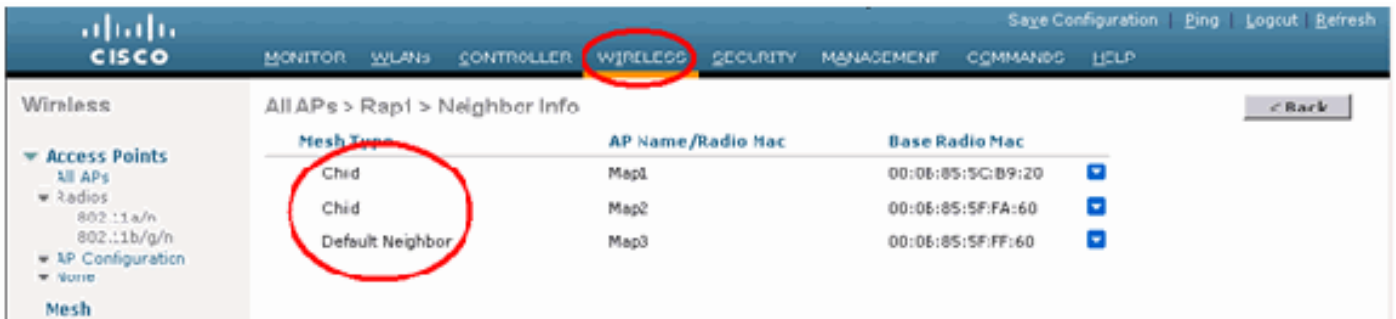 Save Configuration | Ping | Logout | Refresh
CISCO
MONITOR WLANs CONTROLLER WIRELESS SECURITY MANAGEMENT COMMANDS HELP
Wireless
All APs > Rap1 > Neighbor Info
< Back
Mesh Type AP Name/Radio Mac Base Radio Mac
Child Map1 00:0B:85:5C:B9:20
Child Map2 00:0B:85:5F:FA:60
Default Neighbor Map3 00:0B:85:5F:FF:60
Access Points
All APs
Radios
802.11a/n
802.11b/g/n
AP Configuration
None
Mesh